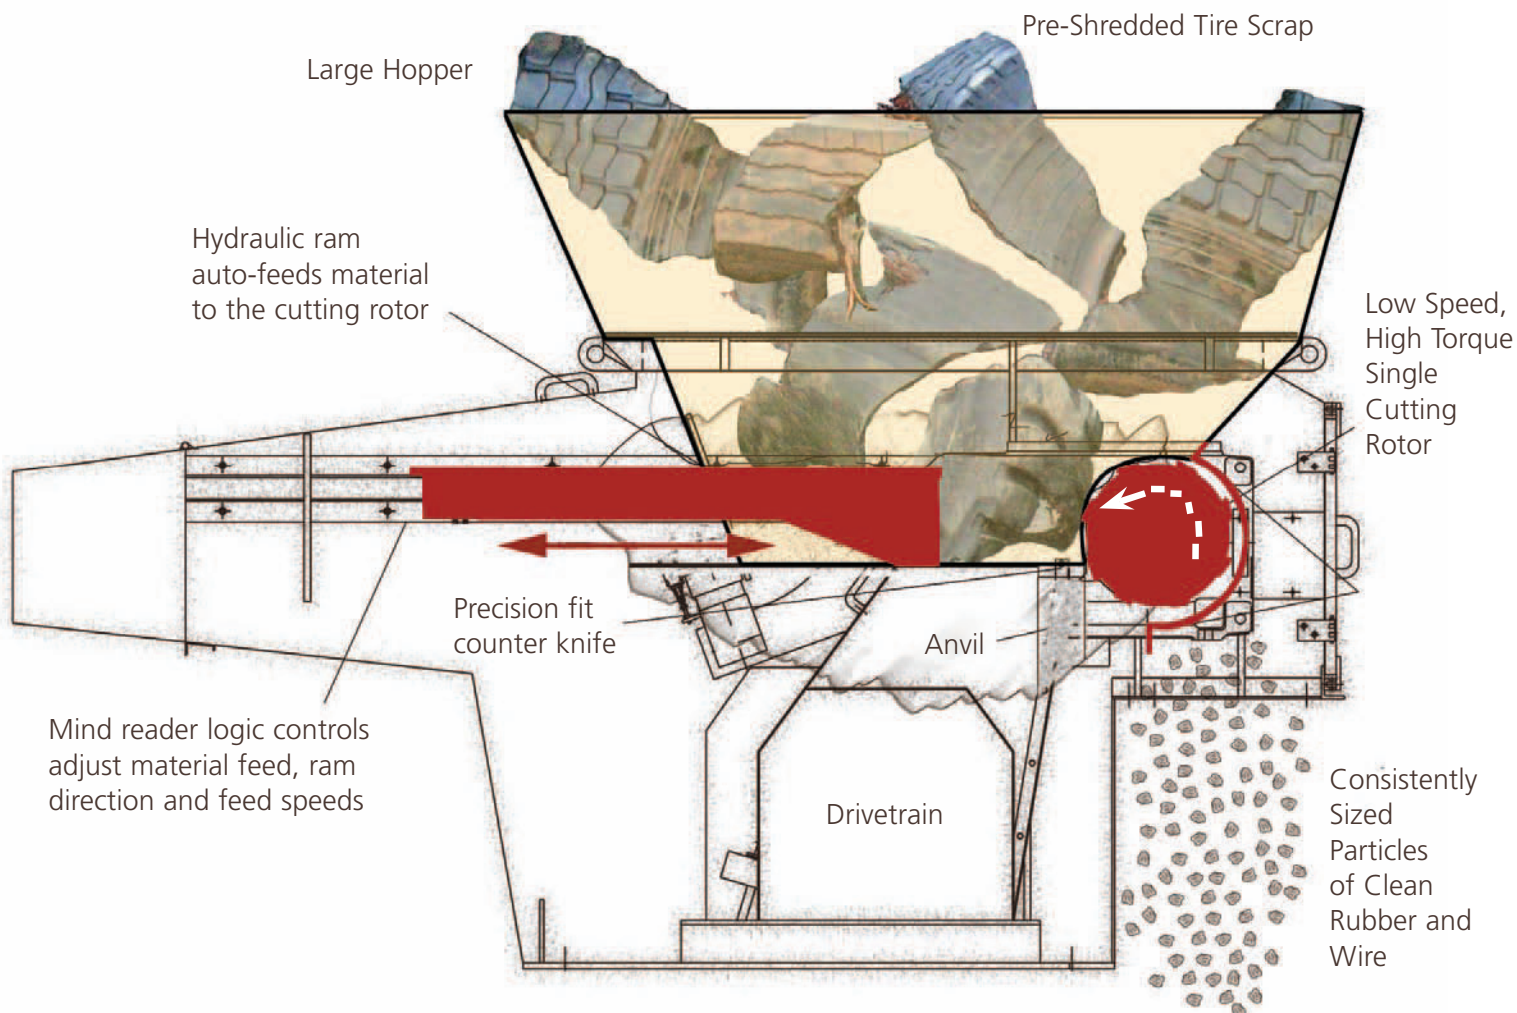 Pre-Shredded Tire Scrap
Large Hopper
Hydraulic ram
auto-feeds material
to the cutting rotor
Low Speed,
High Torque
Single
Cutting
Rotor
Precision fit
counter knife
Anvil
Mind reader logic controls
adjust material feed, ram
direction and feed speeds
Drivetrain
Consistently
Sized
Particles
of Clean
Rubber and
Wire